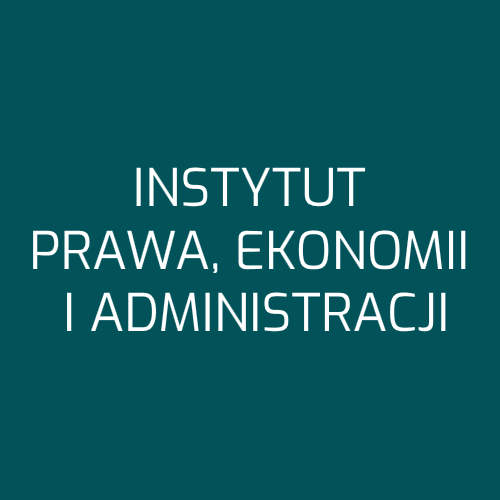 INSTYTUT
PRAWA, EKONOMII
I ADMINISTRACJI